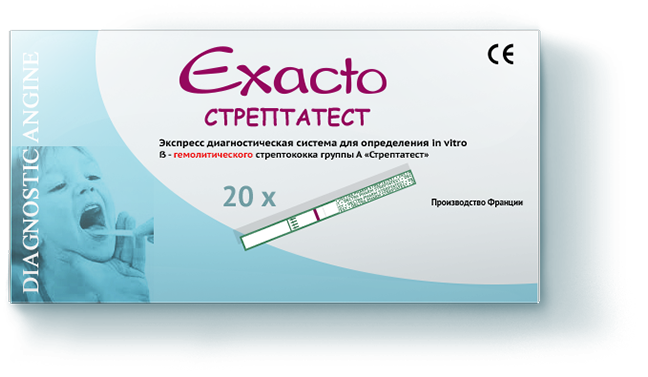 CE
Exacto
СТРЕПТАТЕСТ
Экспресс диагностическая система для определения in vitro
ß - гемолитического стрептококка группы А «Стрептатест»
20 x
Производство Франции
DIAGNOSTIC ANGINE